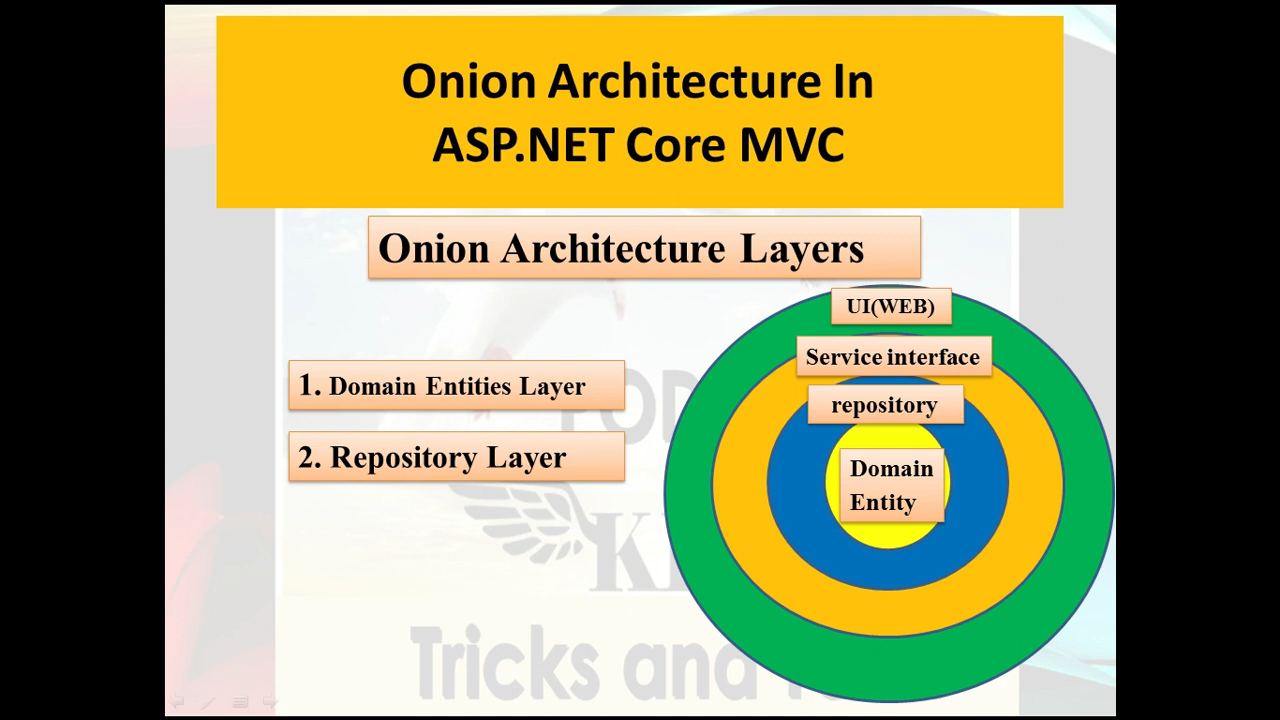 Onion Architecture In
ASP.NET Core MVC
Onion Architecture Layers
1. Domain Entities Layer
2. Repository Layer
UI(WEB)
Service interface
repository
Domain
Entity
Tricks and